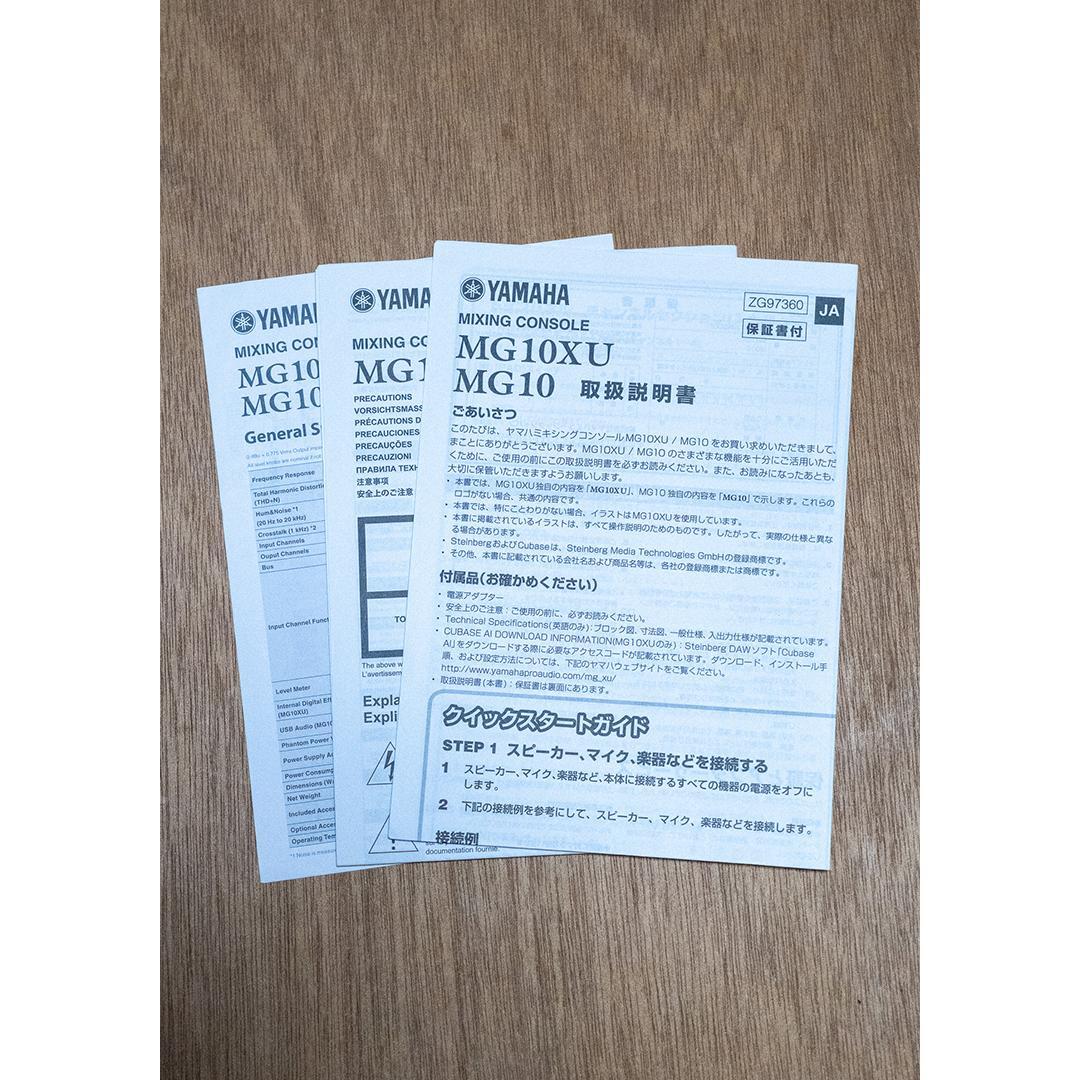 YAMAHA
ZG97360
JA
MIXING CONSOLE
保証書付
MG10XU
MG10 取扱説明書
ごあいさつ
このたびは、ヤマハミキシングコンソールMG10XU / MG10 をお買い求めいただきまして、
まことにありがとうございます。MG10XU / MG10 のさまざまな機能を十分にご活用いただ
くために、ご使用の前にこの取扱説明書を必ずお読みください。また、お読みになったあとも、
大切に保管いただきますようお願いします。
・本書では、MG10XU独自の内容を「MG10XU」、MG10 独自の内容を「MG10」で示します。これらの
ロゴがない場合、共通の内容です。
・本書では、特にことわりがない場合、イラストはMG10XUを使用しています。
・本書に掲載されているイラストは、すべて操作説明のためのものです。したがって、実際の仕様と異な
る場合があります。
・SteinbergおよびCubaseは、Steinberg Media Technologies GmbHの登録商標です。
・その他、本書に記載されている会社名および商品名等は、各社の登録商標または商標です。
付属品(お確かめください)
・電源アダプター
・安全上のご注意：ご使用の前に、必ずお読みください。
・Technical Specifications(英語のみ)：ブロック図、寸法図、一般仕様、入出力仕様が記載されています。
・CUBASE AI DOWNLOAD INFORMATION(MG10XUのみ)：Steinberg DAWソフト「Cubase
AI」をダウンロードする際に必要なアクセスコードが記載されています。ダウンロード、インストール手
順、および設定方法については、下記のヤマハウェブサイトをご覧ください。
http://www.yamahaproaudio.com/mg_xu/
・取扱説明書(本書)：保証書は裏面にあります。
クイックスタートガイド
STEP 1 スピーカー、マイク、楽器などを接続する
1 スピーカー、マイク、楽器など、本体に接続するすべての機器の電源をオフに
します。
2 下記の接続例を参考にして、スピーカー、マイク、楽器などを接続します。
接続例
YAMA
MIXING CO
MG1
PRECAUTIONS
VORSICHTSMASS
PRÉCAUTIONS D
PRECAUCIONES
PRECAUÇÕES
PRECAUZIONI
ПРАВИЛА ТЕХН
注意事項
安全上のご注意
TO
The above w
L'avertissem
Expla
Expli
documentation fournie.
YAMA
MIXING CON
MG10
MG10
General S
Frequency Response
Total Harmonic Distortio
(THD+N)
Hum&Noise *1
(20 Hz to 20 kHz)
Crosstalk (1 kHz) *2
Input Channels
Ouput Channels
Bus
Input Channel Func
Level Meter
Internal Digital Eff
(MG10XU)
USB Audio (MG10
Phantom Power
Power Supply A
Power Consump
Dimensions (W
Net Weight
Included Acce
Optional Acce
Operating Tem
*1 Noise is measu